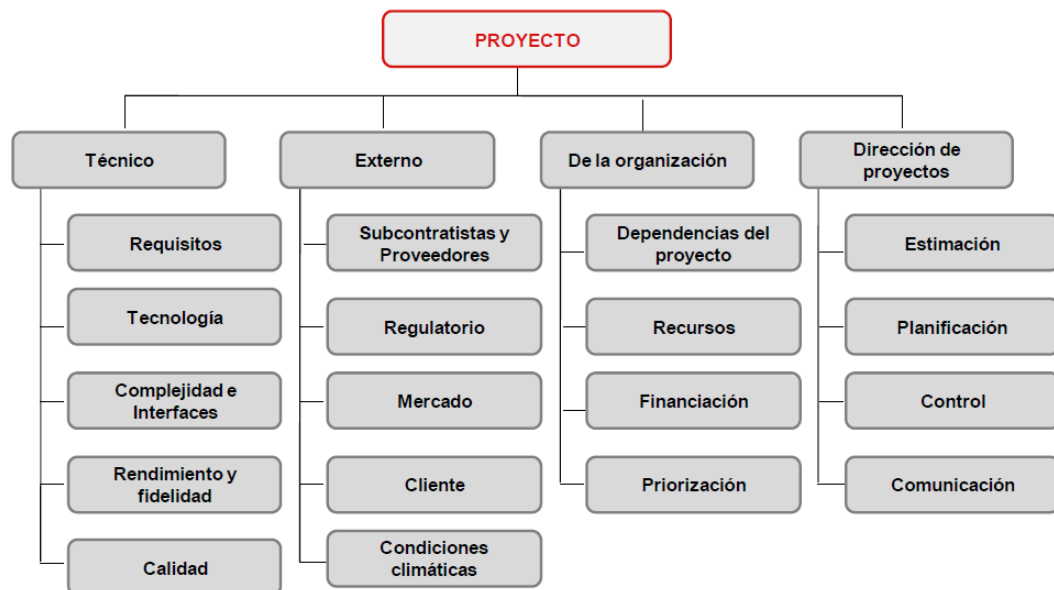 PROYECTO
Técnico
Externo
De la organización
Dirección de
proyectos
Requisitos
Tecnología
Complejidad e
Interfaces
Rendimiento y
fidelidad
Calidad
Subcontratistas y
Proveedores
Regulatorio
Mercado
Cliente
Condiciones
climáticas
Dependencias del
proyecto
Recursos
Financiación
Priorización
Estimación
Planificación
Control
Comunicación